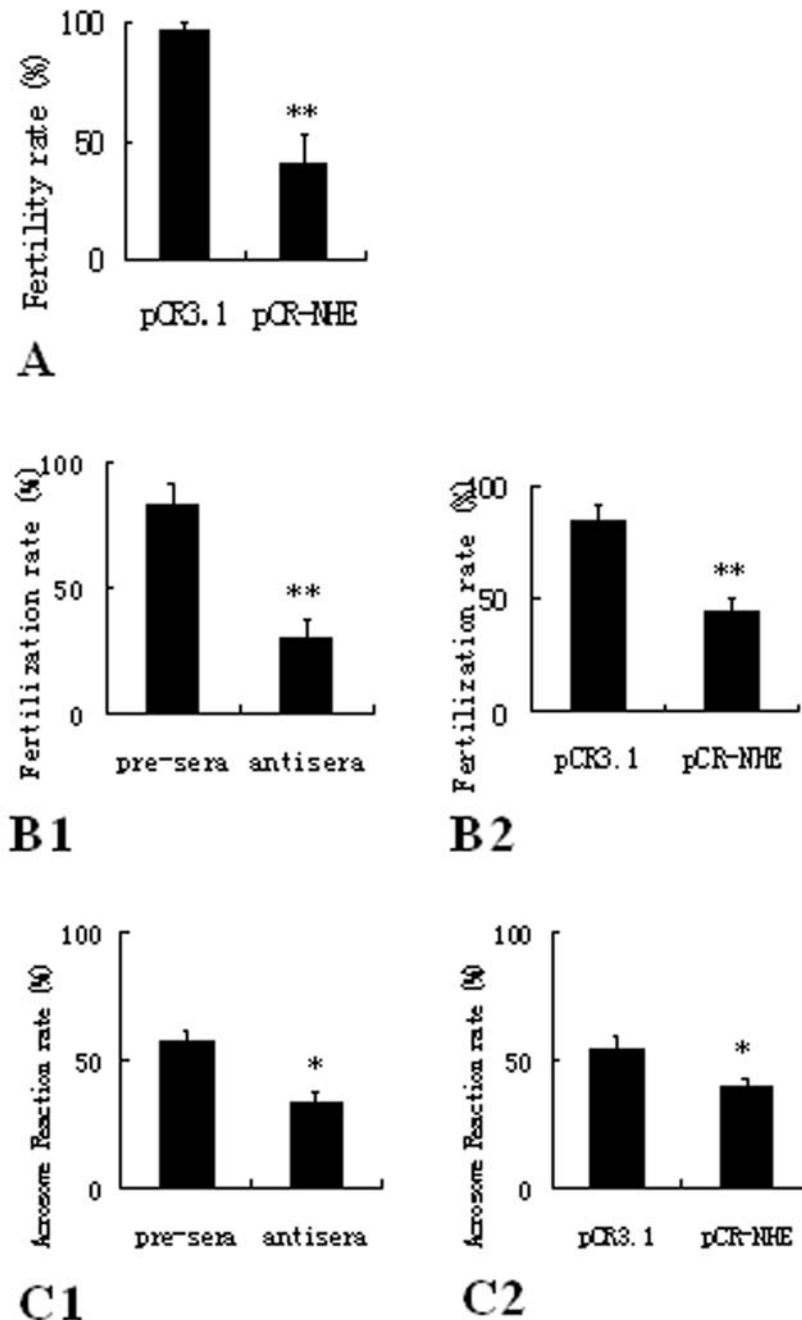 Fertility rate (%)
100
50
0
**
pCR3.1 pCR-NHE
A
Fertilization rate (%)
100
50
0
**
pre-sera antisera
B1
Fertilization rate (%)
100
50
0
**
pCR3.1 pCR-NHE
B2
Acrosome Reaction rate (%)
100
50
0
*
pre-sera antisera
C1
Acrosome Reaction rate (%)
100
50
0
*
pCR3.1 pCR-NHE
C2